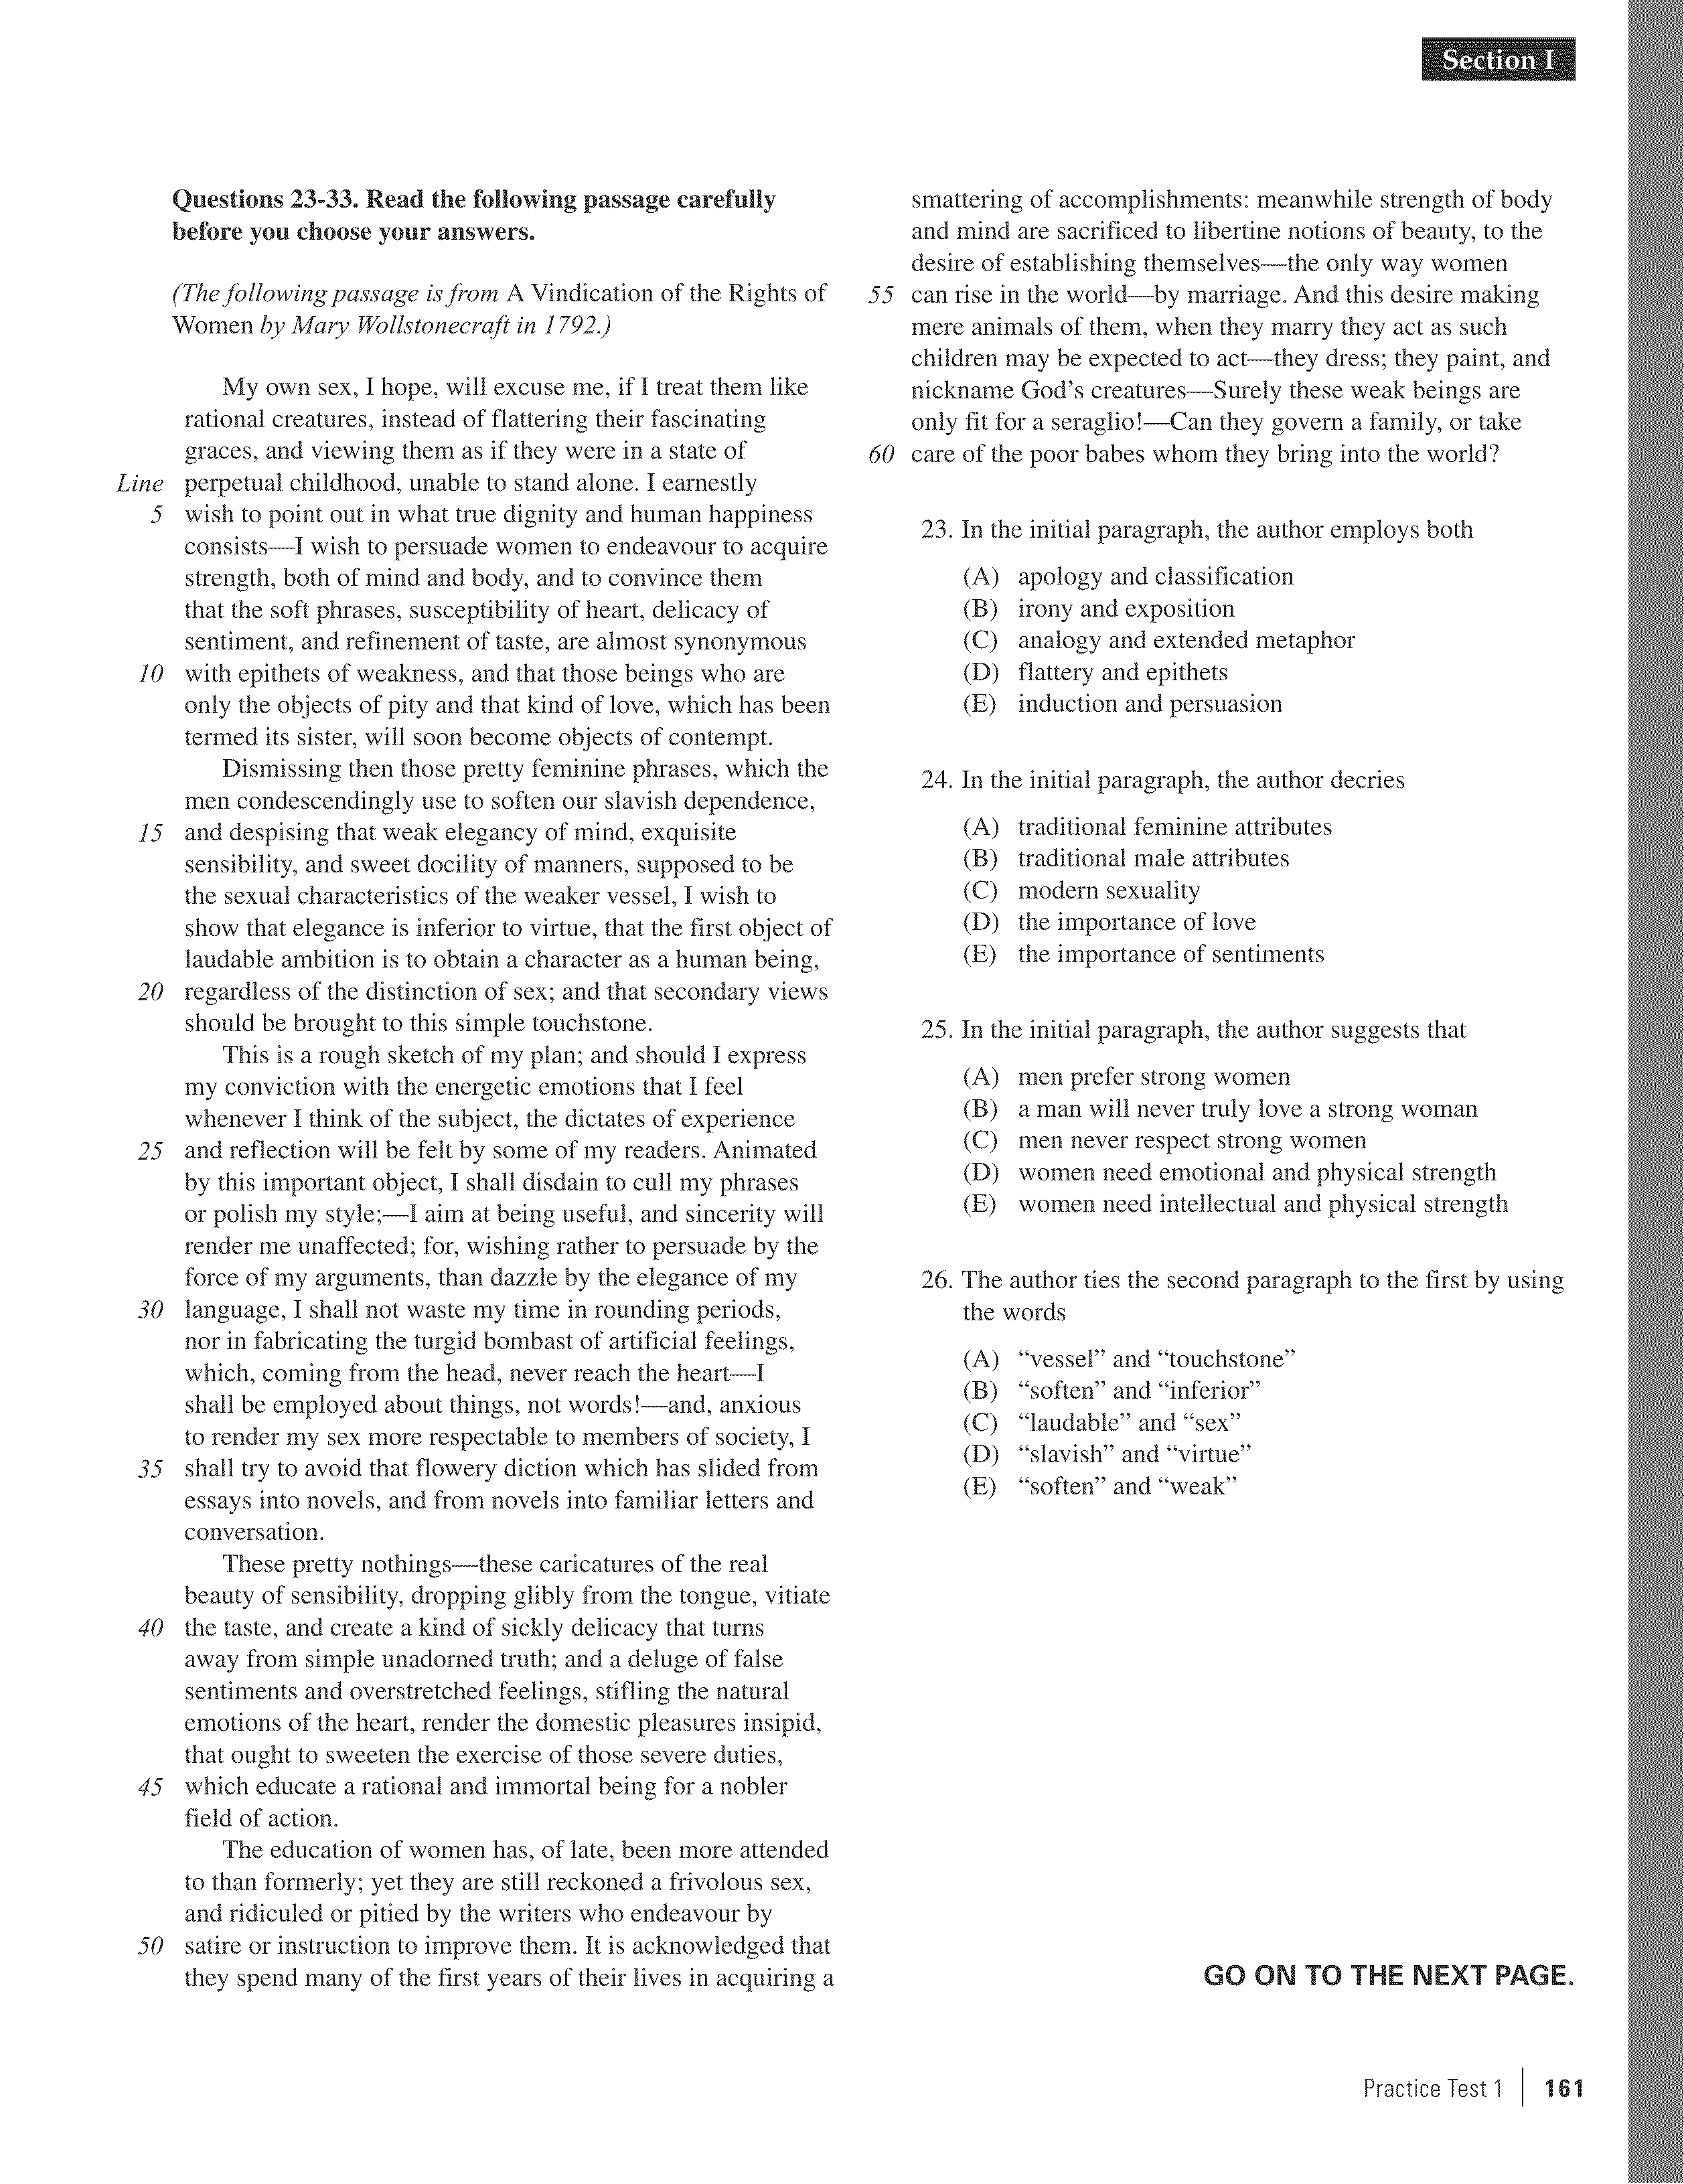 Section I
Questions 23-33. Read the following passage carefully
before you choose your answers.
(The following passage is from A Vindication of the Rights of
Women by Mary Wollstonecraft in 1792.)
My own sex, I hope, will excuse me, if I treat them like
rational creatures, instead of flattering their fascinating
graces, and viewing them as if they were in a state of
Line perpetual childhood, unable to stand alone. I earnestly
5 wish to point out in what true dignity and human happiness
consists—I wish to persuade women to endeavour to acquire
strength, both of mind and body, and to convince them
that the soft phrases, susceptibility of heart, delicacy of
sentiment, and refinement of taste, are almost synonymous
10 with epithets of weakness, and that those beings who are
only the objects of pity and that kind of love, which has been
termed its sister, will soon become objects of contempt.
Dismissing then those pretty feminine phrases, which the
men condescendingly use to soften our slavish dependence,
15 and despising that weak elegancy of mind, exquisite
sensibility, and sweet docility of manners, supposed to be
the sexual characteristics of the weaker vessel, I wish to
show that elegance is inferior to virtue, that the first object of
laudable ambition is to obtain a character as a human being,
20 regardless of the distinction of sex; and that secondary views
should be brought to this simple touchstone.
This is a rough sketch of my plan; and should I express
my conviction with the energetic emotions that I feel
whenever I think of the subject, the dictates of experience
25 and reflection will be felt by some of my readers. Animated
by this important object, I shall disdain to cull my phrases
or polish my style;—I aim at being useful, and sincerity will
render me unaffected; for, wishing rather to persuade by the
force of my arguments, than dazzle by the elegance of my
30 language, I shall not waste my time in rounding periods,
nor in fabricating the turgid bombast of artificial feelings,
which, coming from the head, never reach the heart—I
shall be employed about things, not words!—and, anxious
to render my sex more respectable to members of society, I
35 shall try to avoid that flowery diction which has slided from
essays into novels, and from novels into familiar letters and
conversation.
These pretty nothings—these caricatures of the real
beauty of sensibility, dropping glibly from the tongue, vitiate
40 the taste, and create a kind of sickly delicacy that turns
away from simple unadorned truth; and a deluge of false
sentiments and overstretched feelings, stifling the natural
emotions of the heart, render the domestic pleasures insipid,
that ought to sweeten the exercise of those severe duties,
45 which educate a rational and immortal being for a nobler
field of action.
The education of women has, of late, been more attended
to than formerly; yet they are still reckoned a frivolous sex,
and ridiculed or pitied by the writers who endeavour by
50 satire or instruction to improve them. It is acknowledged that
they spend many of the first years of their lives in acquiring a
smattering of accomplishments: meanwhile strength of body
and mind are sacrificed to libertine notions of beauty, to the
desire of establishing themselves—the only way women
55 can rise in the world—by marriage. And this desire making
mere animals of them, when they marry they act as such
children may be expected to act—they dress; they paint, and
nickname God's creatures—Surely these weak beings are
only fit for a seraglio!—Can they govern a family, or take
60 care of the poor babes whom they bring into the world?
23. In the initial paragraph, the author employs both
(A) apology and classification
(B) irony and exposition
(C) analogy and extended metaphor
(D) flattery and epithets
(E) induction and persuasion
24. In the initial paragraph, the author decries
(A) traditional feminine attributes
(B) traditional male attributes
(C) modern sexuality
(D) the importance of love
(E) the importance of sentiments
25. In the initial paragraph, the author suggests that
(A) men prefer strong women
(B) a man will never truly love a strong woman
(C) men never respect strong women
(D) women need emotional and physical strength
(E) women need intellectual and physical strength
26. The author ties the second paragraph to the first by using
the words
(A) “vessel” and “touchstone”
(B) “soften” and “inferior”
(C) “laudable” and “sex”
(D) “slavish” and “virtue”
(E) “soften” and “weak”
GO ON TO THE NEXT PAGE.
Practice Test 1 | 161